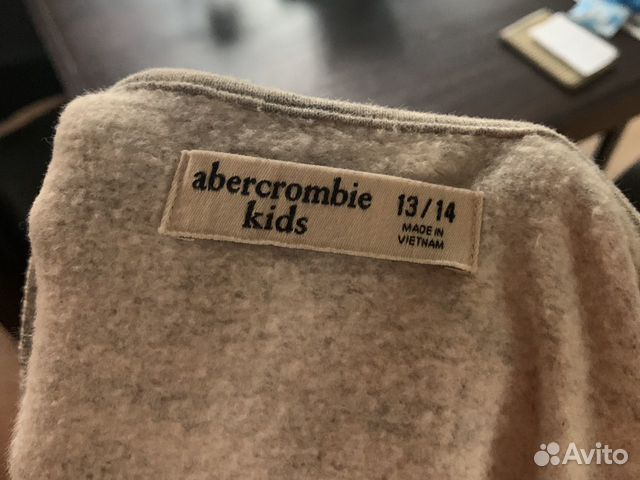 abercrombie
kids
13/14
MADE IN
VIETNAM
Avito